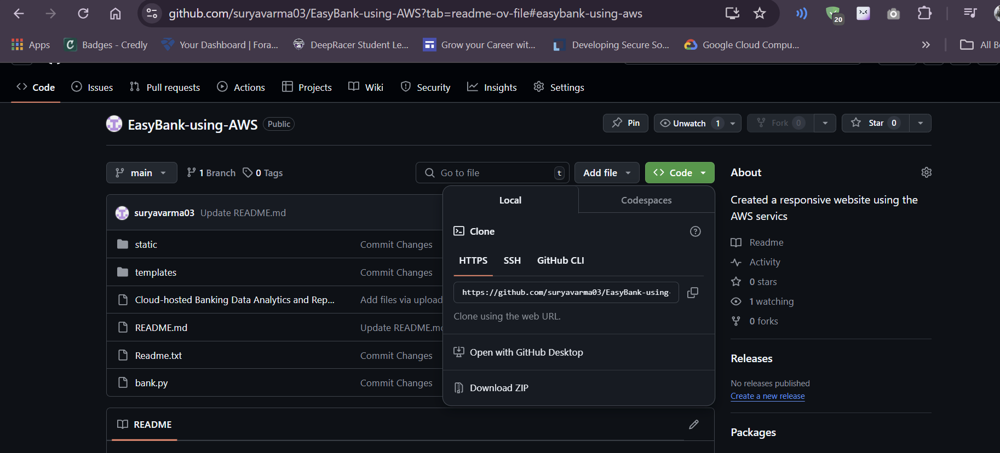 github.com/suryavarma03/EasyBank-using-AWS?tab=readme-ov-file#easybank-using-aws
20
Apps
Badges - Credly
Your Dashboard | Fora...
DeepRacer Student Le...
Grow your Career wit...
Developing Secure So...
Google Cloud Compu...
All B
Code
Issues
Pull requests
Actions
Projects
Wiki
Security
Insights
Settings
EasyBank-using-AWS
Public
Pin
Unwatch 1
Fork 0
Star 0
main
1 Branch
0 Tags
Go to file
t
Add file
Code
Local
Codespaces
suryavarma03 Update README.md
static Commit Changes
templates Commit Changes
Cloud-hosted Banking Data Analytics and Rep... Add files via upload
README.md Update README.m
Readme.txt Commit Changes
bank.py Commit Changes
Clone
HTTPS
SSH
GitHub CLI
https://github.com/suryavarma03/EasyBank-using-
Clone using the web URL.
Open with GitHub Desktop
Download ZIP
README
About
Created a responsive website using the
AWS servics
Readme
Activity
0 stars
1 watching
0 forks
Releases
No releases published
Create a new release
Packages